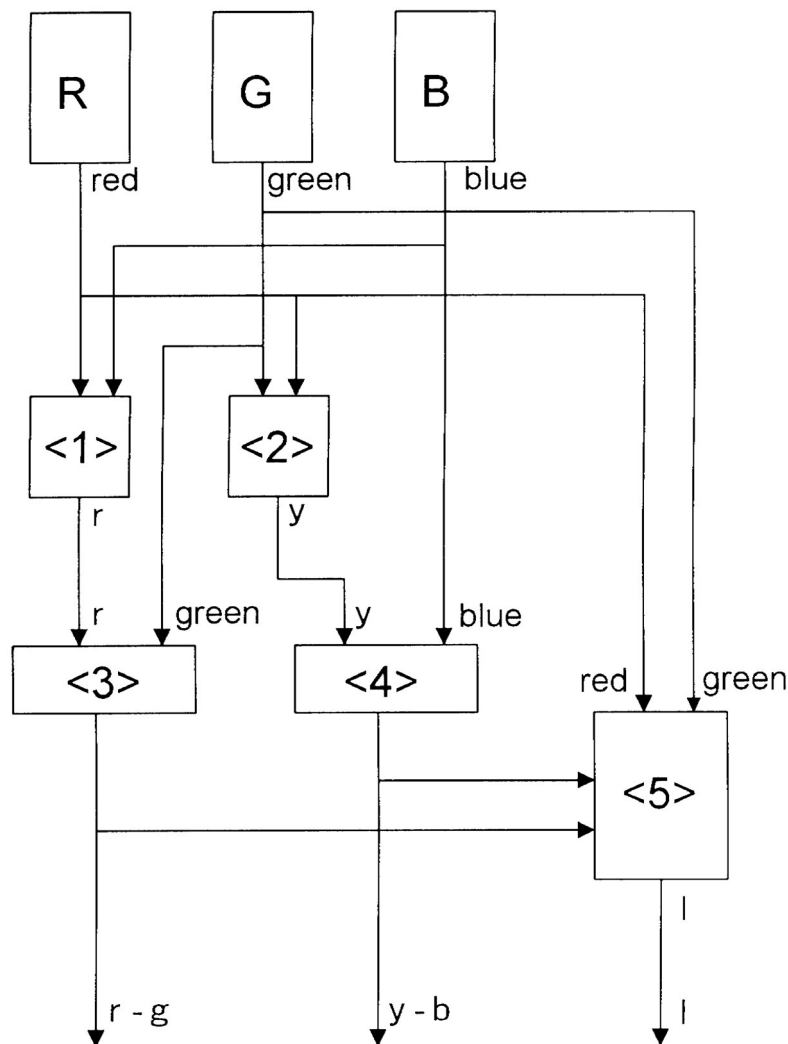 R G B
red green blue
<1> <2>
r y
r green y blue
<3> <4> red green
<5>
l
r - g y - b l